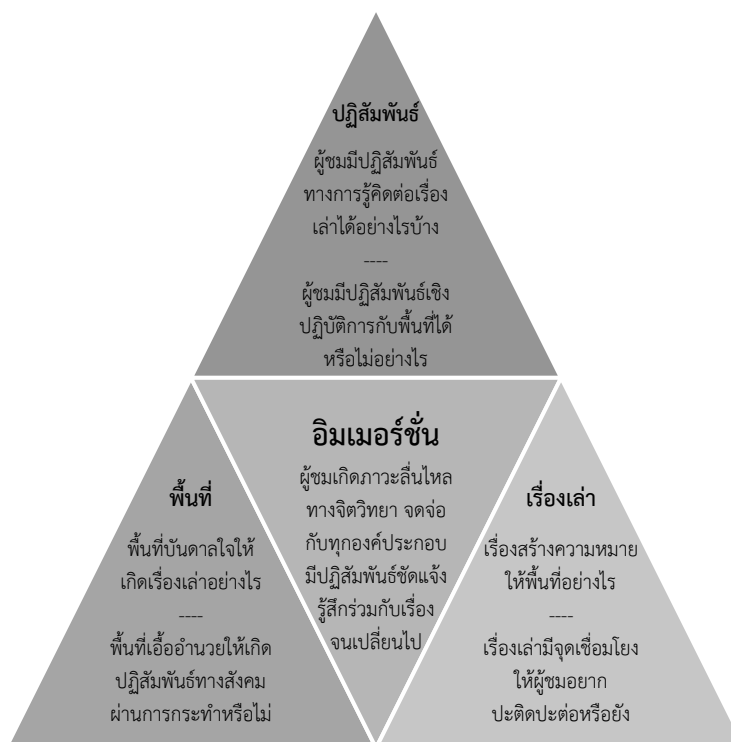 ปฏิสัมพันธ์
ผู้ชมมีปฏิสัมพันธ์
ทางการรู้คิดต่อเรื่อง
เล่าได้อย่างไรบ้าง
----
ผู้ชมมีปฏิสัมพันธ์เชิง
ปฏิบัติการกับพื้นที่ได้
หรือไม่อย่างไร
พื้นที่
พื้นที่บันดาลใจให้
เกิดเรื่องเล่าอย่างไร
----
พื้นที่เอื้ออำนวยให้เกิด
ปฏิสัมพันธ์ทางสังคม
ผ่านการกระทำหรือไม่
อิมเมอร์ชั่น
ผู้ชมเกิดภาวะลื่นไหล
ทางจิตวิทยา จดจ่อ
กับทุกองค์ประกอบ
มีปฏิสัมพันธ์ชัดแจ้ง
รู้สึกร่วมกับเรื่อง
จนเปลี่ยนไป
เรื่องเล่า
เรื่องสร้างความหมาย
ให้พื้นที่อย่างไร
----
เรื่องเล่ามีจุดเชื่อมโยง
ให้ผู้ชมอยาก
ปะติดปะต่อหรือยัง